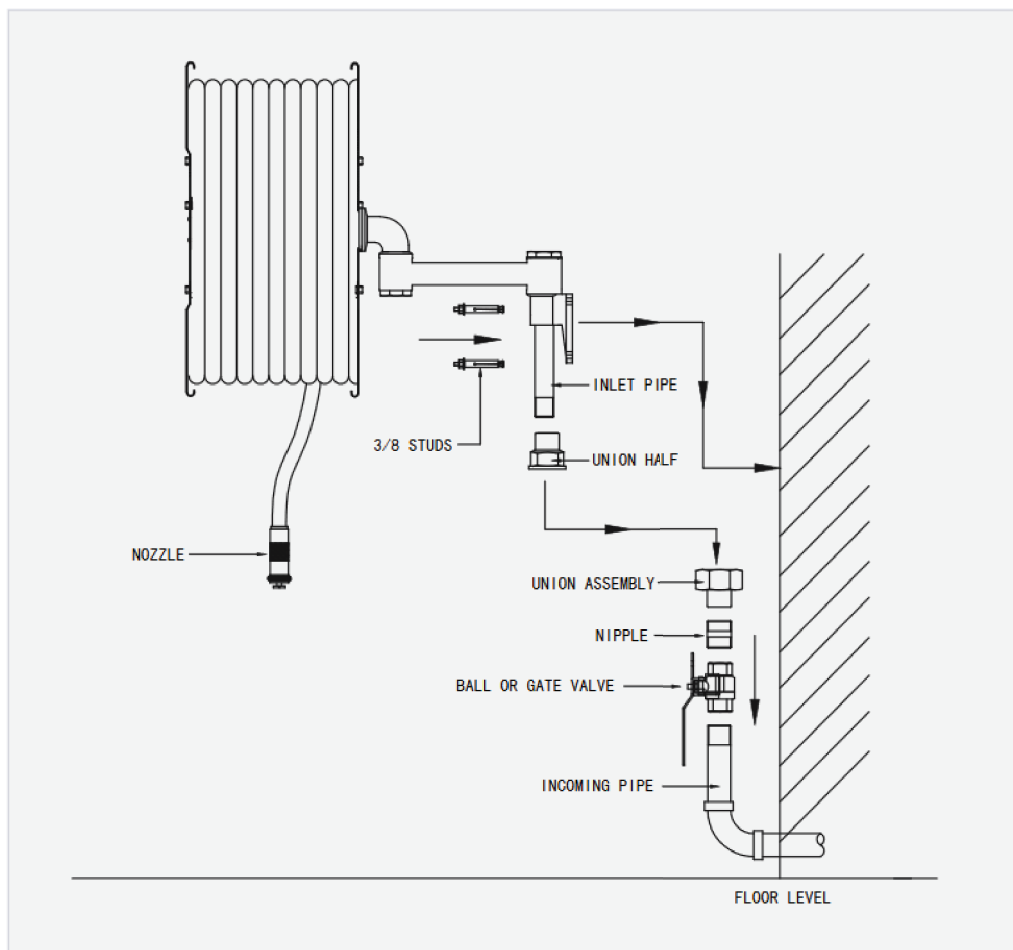 INLET PIPE
3/8 STUDS
UNION HALF
NOZZLE
UNION ASSEMBLY
NIPPLE
BALL OR GATE VALVE
INCOMING PIPE
FLOOR LEVEL